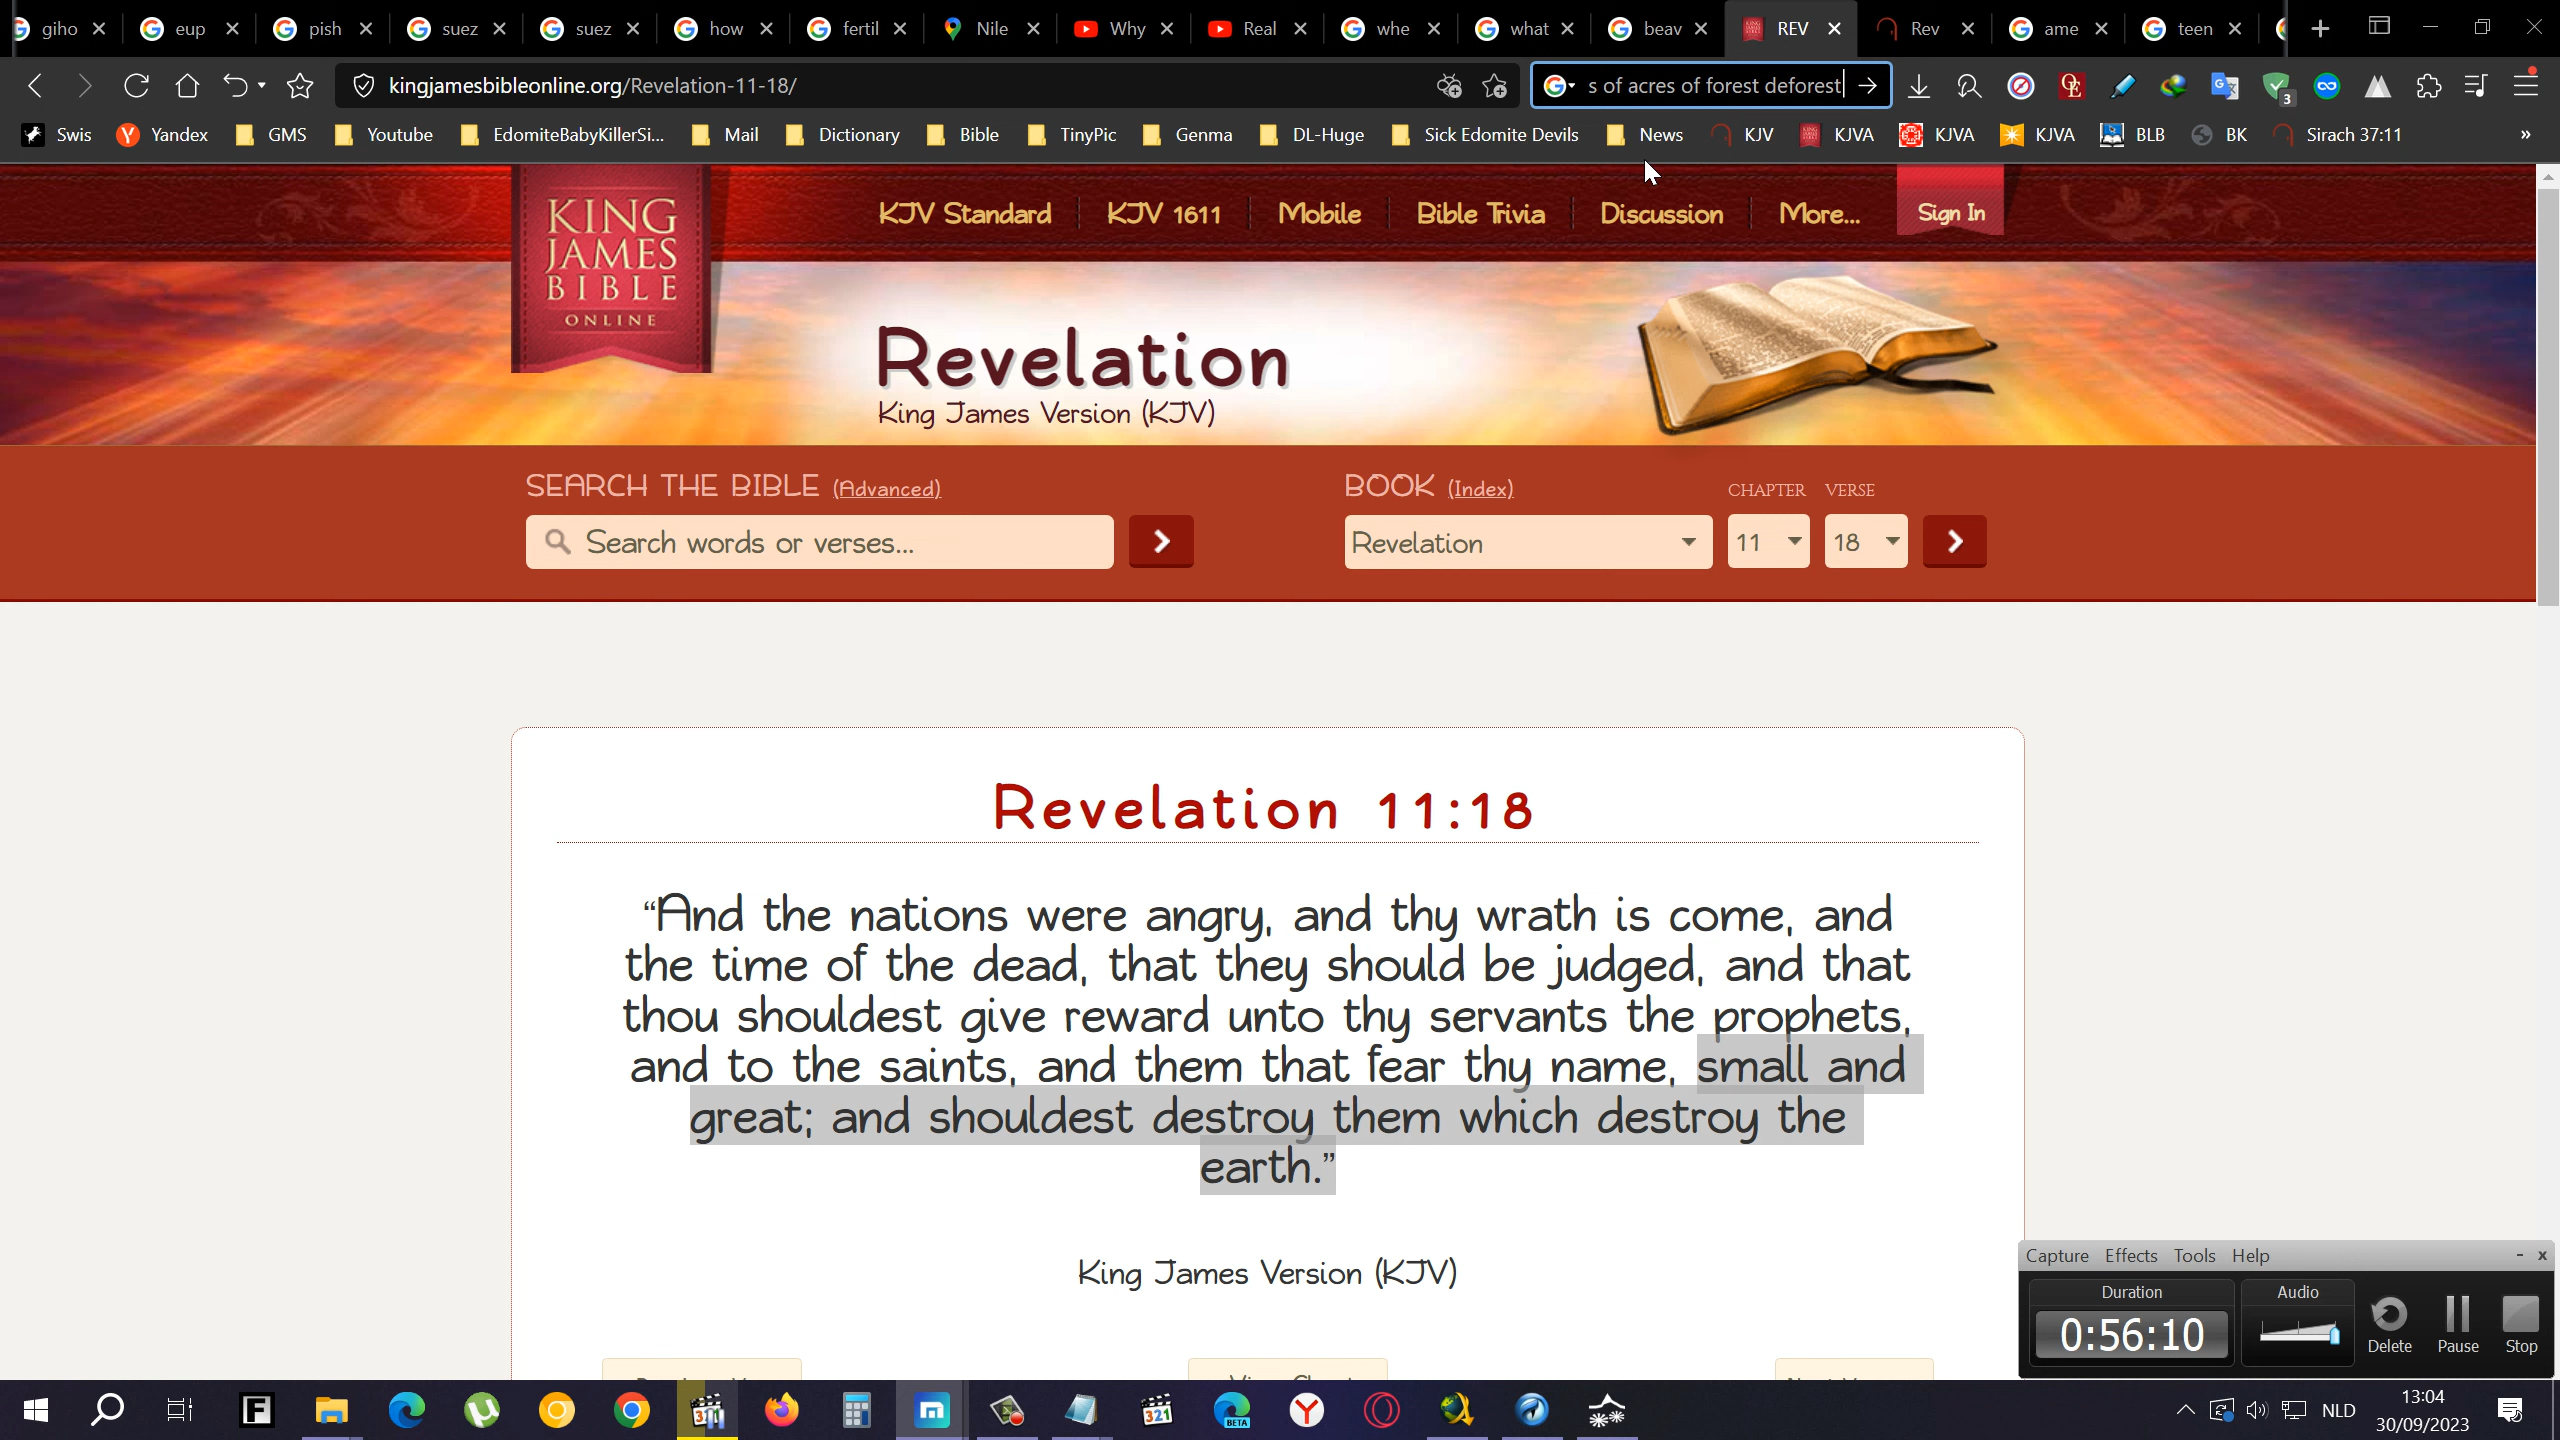 giho
eup
pish
suez
suez
how
fertil
Nile
Why
Real
whe
what
beav
REV
Rev
ame
teen
kingjamesbibleonline.org/Revelation-11-18/
s of acres of forest deforest
3
Swis
Yandex
GMS
Youtube
EdomiteBabyKillerSi...
Mail
Dictionary
Bible
TinyPic
Genma
DL-Huge
Sick Edomite Devils
News
KJV
KJVA
KJVA
KJVA
BLB
BK
Sirach 37:11
»
KING
JAMES
BIBLE
ONLINE
KJV Standard
KJV 1611
Mobile
Bible Trivia
Discussion
More...
Sign In
Revelation
King James Version (KJV)
SEARCH THE BIBLE (Advanced)
BOOK (Index)
CHAPTER
VERSE
Search words or verses...
Revelation
11
18
Revelation 11:18
“And the nations were angry, and thy wrath is come, and
the time of the dead, that they should be judged, and that
thou shouldest give reward unto thy servants the prophets,
and to the saints, and them that fear thy name, small and
great; and shouldest destroy them which destroy the
earth.”
King James Version (KJV)
Capture Effects Tools Help
Duration
Audio
0:56:10
Delete
Pause
Stop
321
BETA
NLD
13:04
30/09/2023